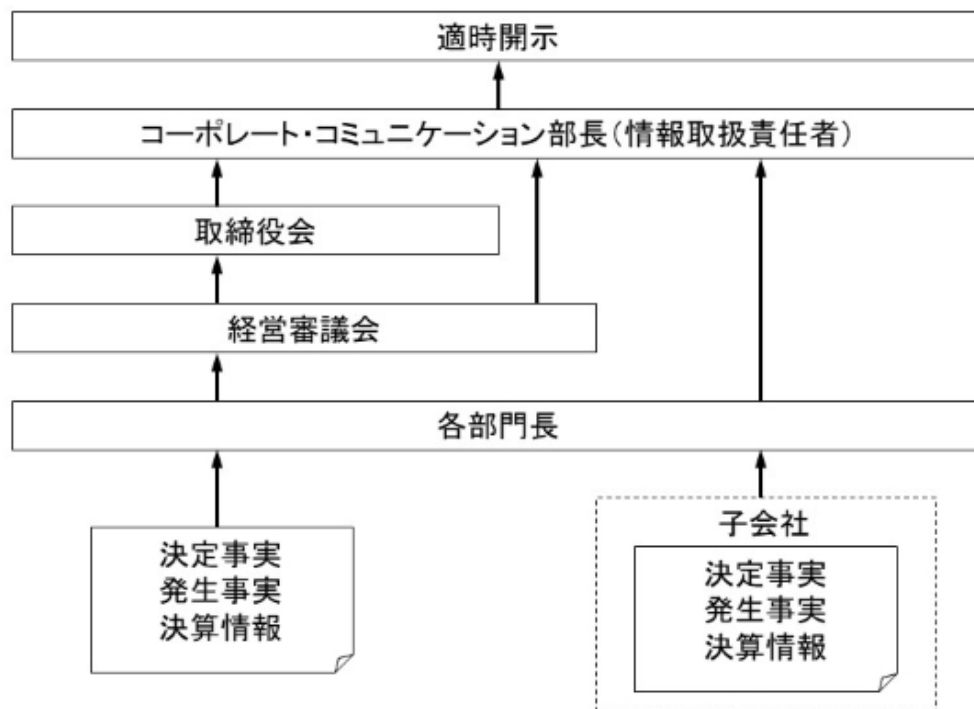 適時開示
コーポレート・コミュニケーション部長（情報取扱責任者）
取締役会
経営審議会
各部門長
決定事実
発生事実
決算情報
子会社
決定事実
発生事実
決算情報